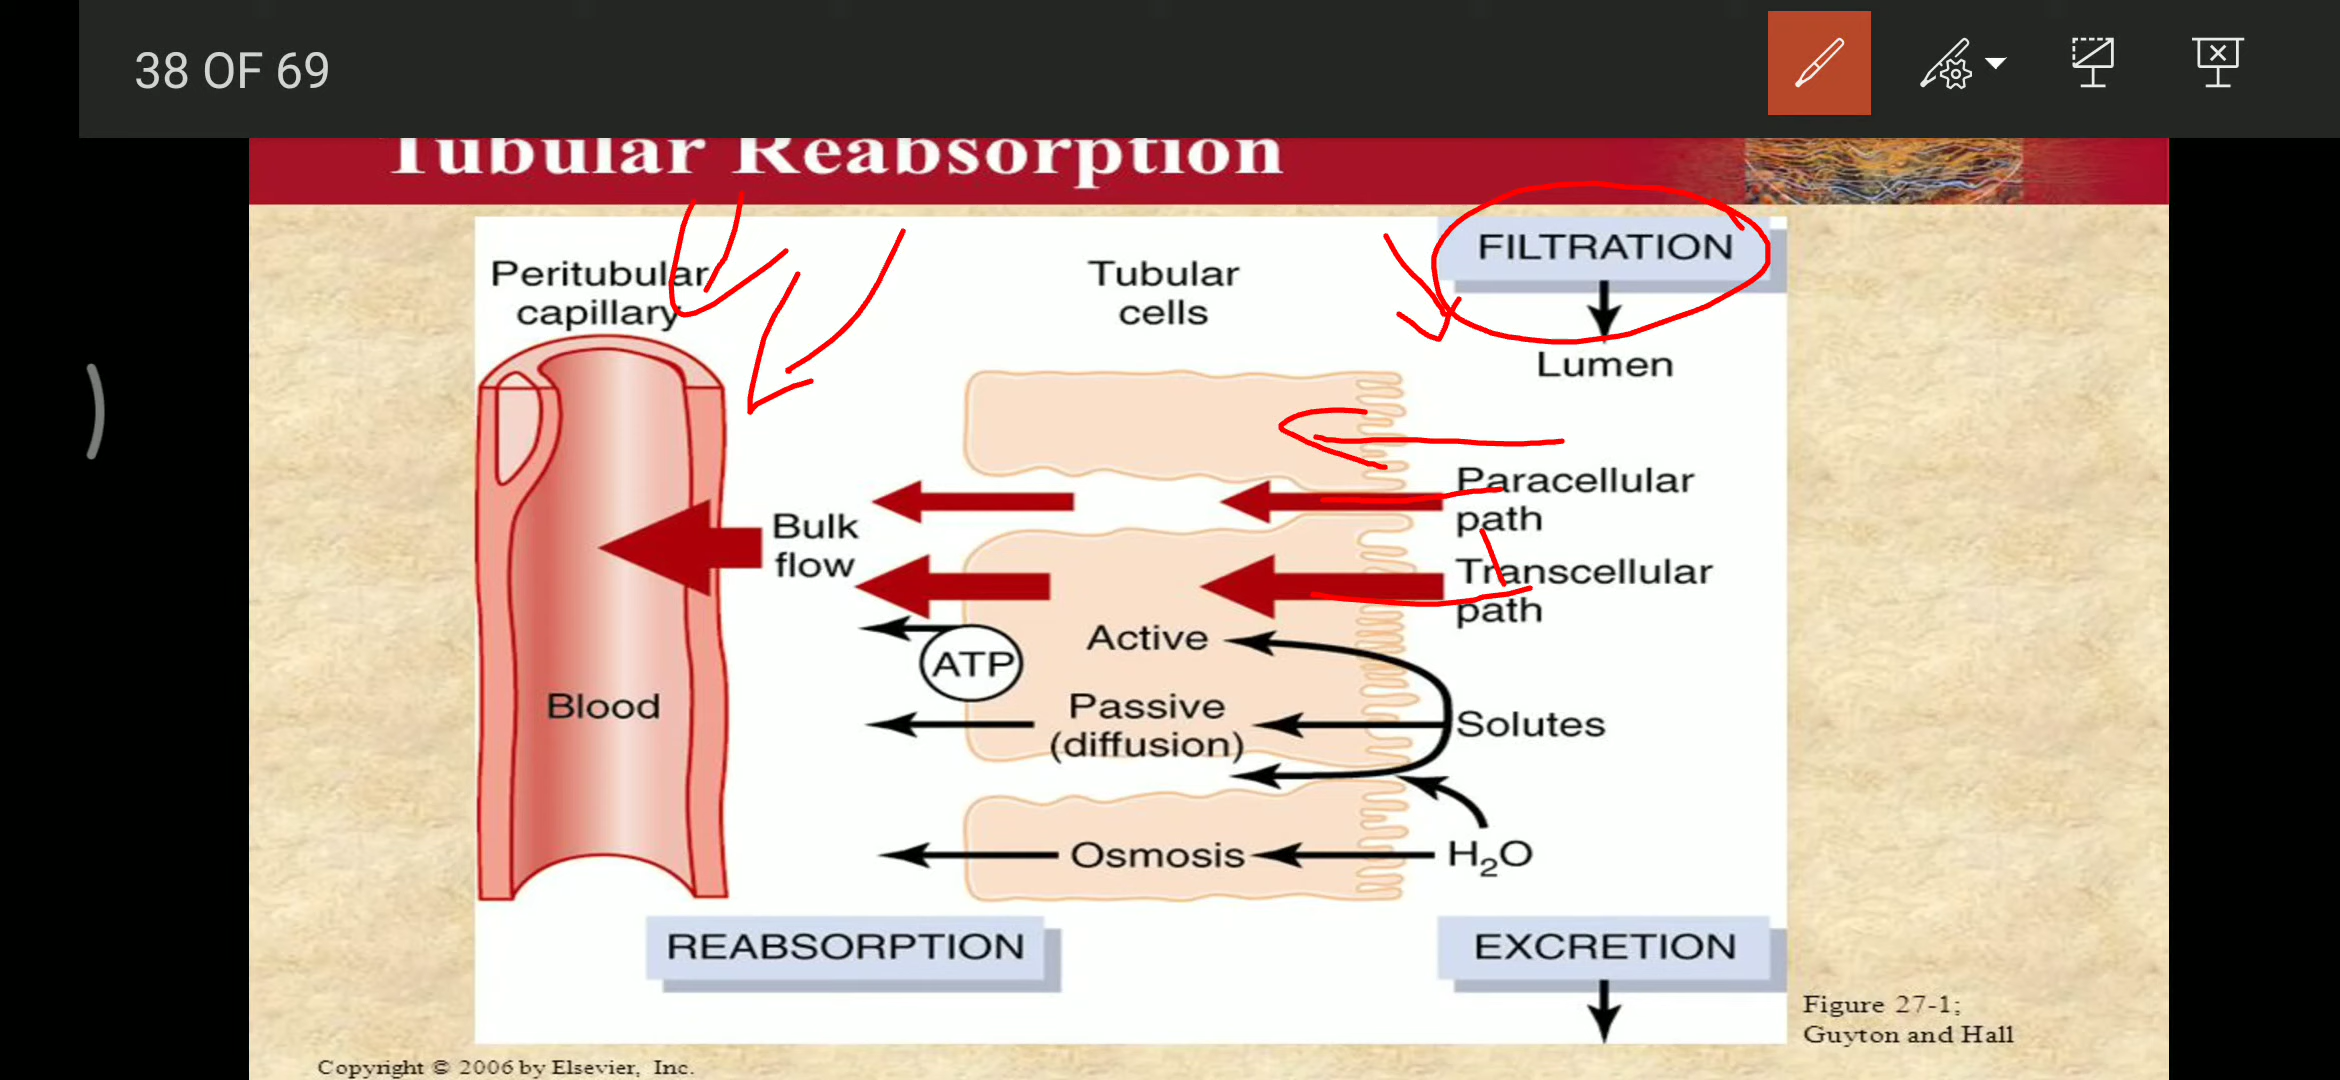 38 OF 69
Tubular Reabsorption
FILTRATION
Peritubular
capillary
Tubular
cells
Lumen
Paracellular
path
Bulk
flow
Transcellular
path
Active
ATP
Blood
Passive
(diffusion)
Solutes
Osmosis
H₂O
REABSORPTION
EXCRETION
Figure 27-1;
Guyton and Hall
Copyright © 2006 by Elsevier, Inc.